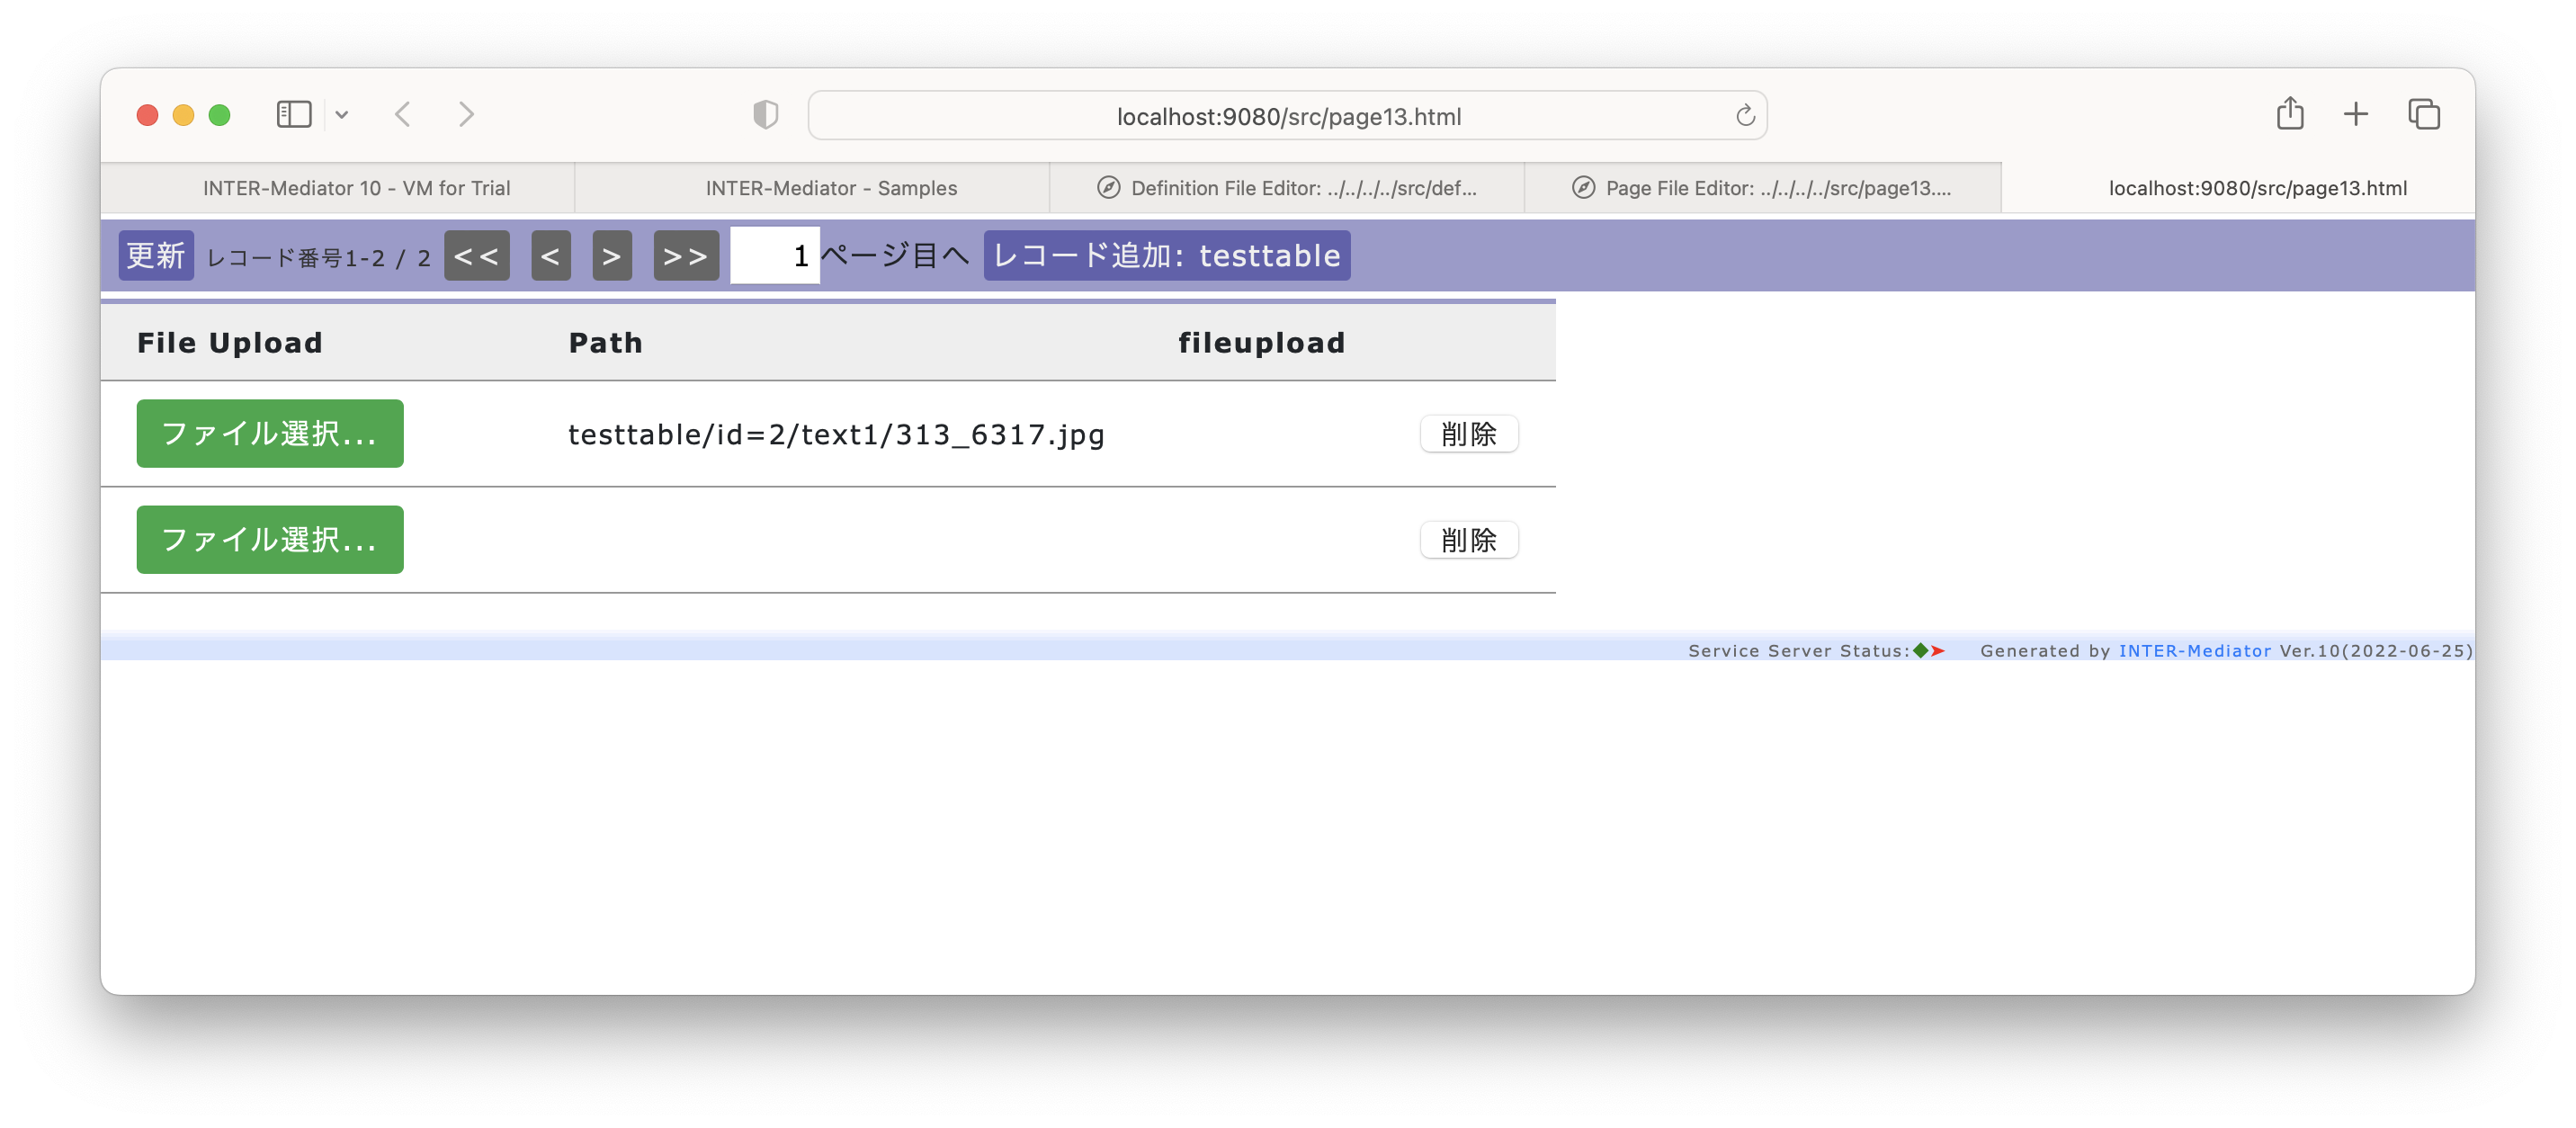 localhost:9080/src/page13.html
INTER-Mediator 10 - VM for Trial
INTER-Mediator - Samples
Definition File Editor: ../../../../src/def...
Page File Editor: ../../../../src/page13....
localhost:9080/src/page13.html
更新 レコード番号1-2 / 2 << < > >> 1 ページ目へ レコード追加: testtable
File Upload Path fileupload
ファイル選択... testtable/id=2/text1/313_6317.jpg 削除
ファイル選択... 削除
Service Server Status:◆➤ Generated by INTER-Mediator Ver.10(2022-06-25)